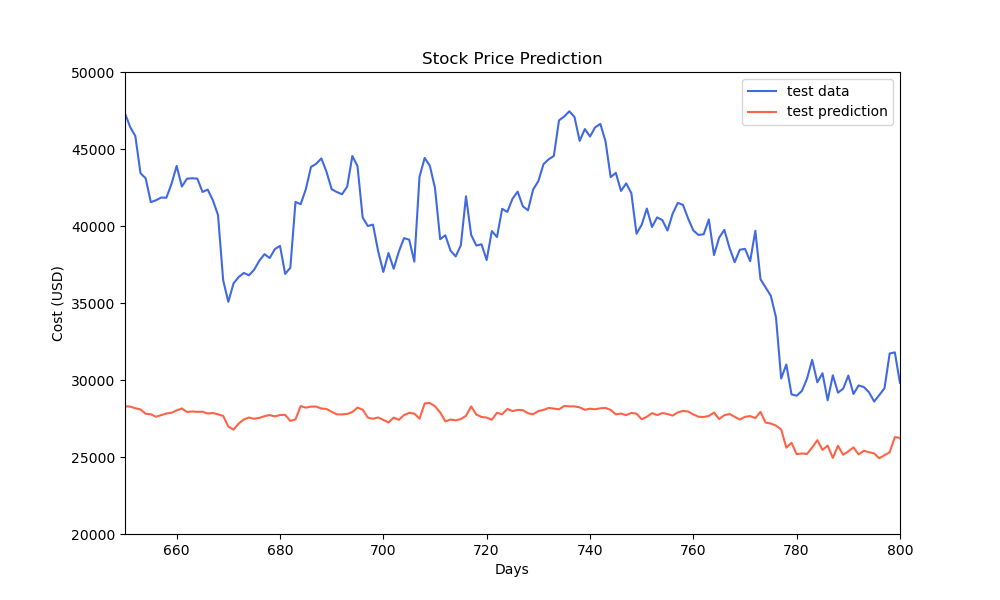 Stock Price Prediction
50000
45000
40000
35000
30000
25000
20000
Cost (USD)
test data
test prediction
660 680 700 720 740 760 780 800
Days